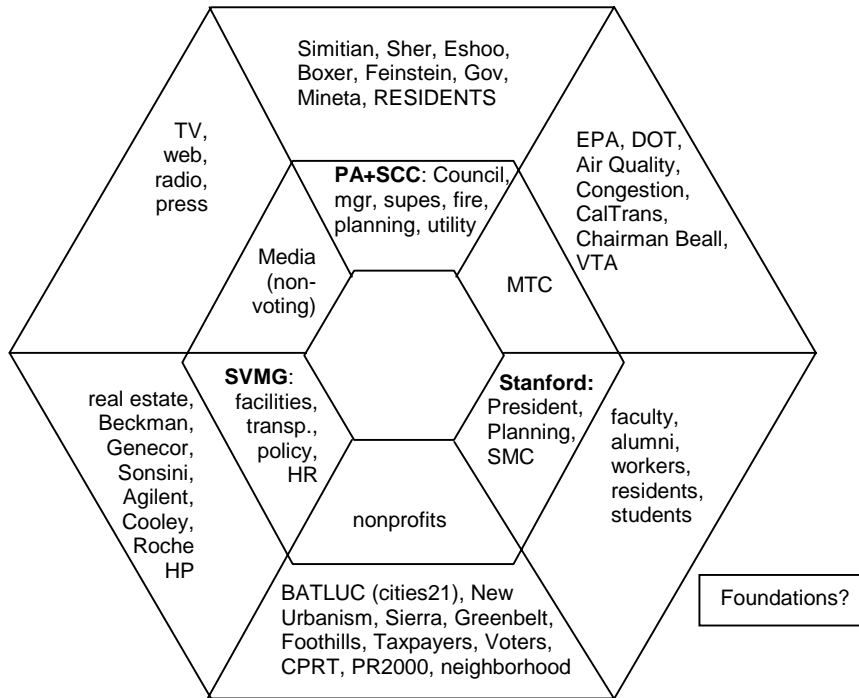 Simitian, Sher, Eshoo,
Boxer, Feinstein, Gov,
Mineta, RESIDENTS
TV,
web,
radio,
press
EPA, DOT,
Air Quality,
Congestion,
CalTrans,
Chairman Beall,
VTA
PA+SCC: Council,
mgr, supes, fire,
planning, utility
Media
(non-
voting)
MTC
SVMG:
facilities,
transp.,
policy,
HR
Stanford:
President,
Planning,
SMC
real estate,
Beckman,
Genecor,
Sonsini,
Agilent,
Cooley,
Roche
HP
faculty,
alumni,
workers,
residents,
students
nonprofits
BATLUC (cities21), New
Urbanism, Sierra, Greenbelt,
Foothills, Taxpayers, Voters,
CPRT, PR2000, neighborhood
Foundations?